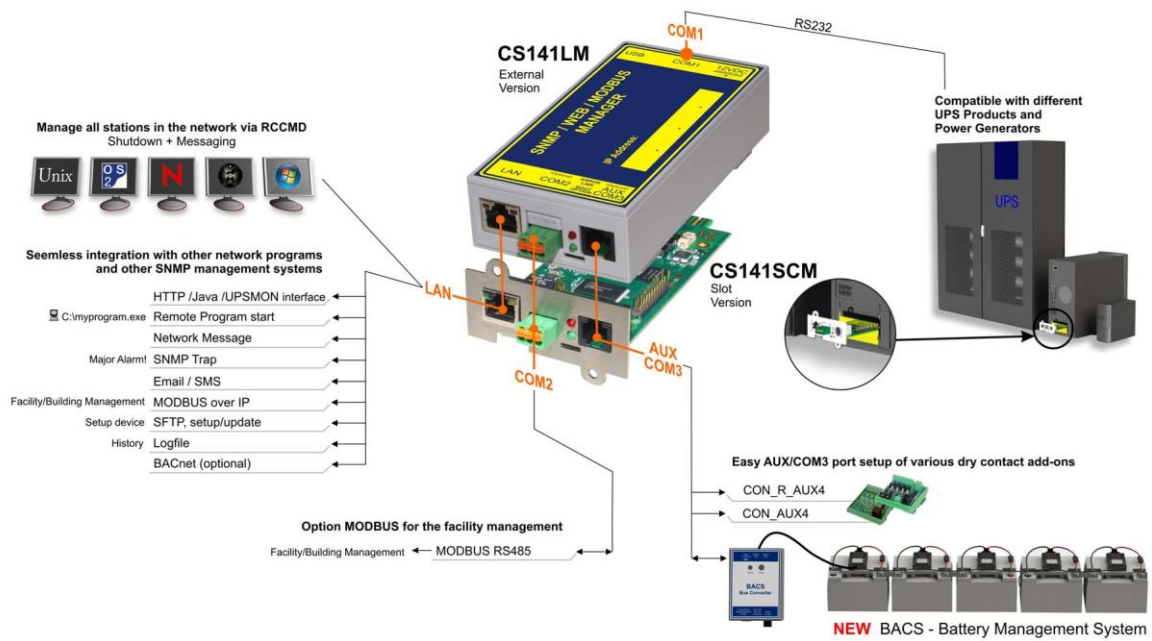 RS232
COM1
CS141LM
External
Version
USB
COM1
12VDC
SNMP / WEB / MODBUS
MANAGER
IP Address:
LAN
COM2
AUX
COM3
Compatible with different
UPS Products and
Power Generators
UPS
Manage all stations in the network via RCCMD
Shutdown + Messaging
Unix
OS
2
N
Seemless integration with other network programs
and other SNMP management systems
HTTP /Java /UPSMON interface
C:\myprogram.exe Remote Program start
Network Message
Major Alarm! SNMP Trap
Email / SMS
Facility/Building Management MODBUS over IP
Setup device SFTP, setup/update
History Logfile
BACnet (optional)
LAN
COM2
AUX
COM3
CS141SCM
Slot
Version
Option MODBUS for the facility management
Facility/Building Management MODBUS RS485
Easy AUX/COM3 port setup of various dry contact add-ons
CON_R_AUX4
CON_AUX4
BACS
Bus Converter
NEW BACS - Battery Management System